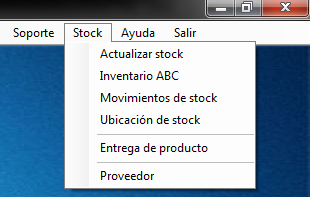 Soporte Stock Ayuda Salir
Actualizar stock
Inventario ABC
Movimientos de stock
Ubicación de stock
Entrega de producto
Proveedor